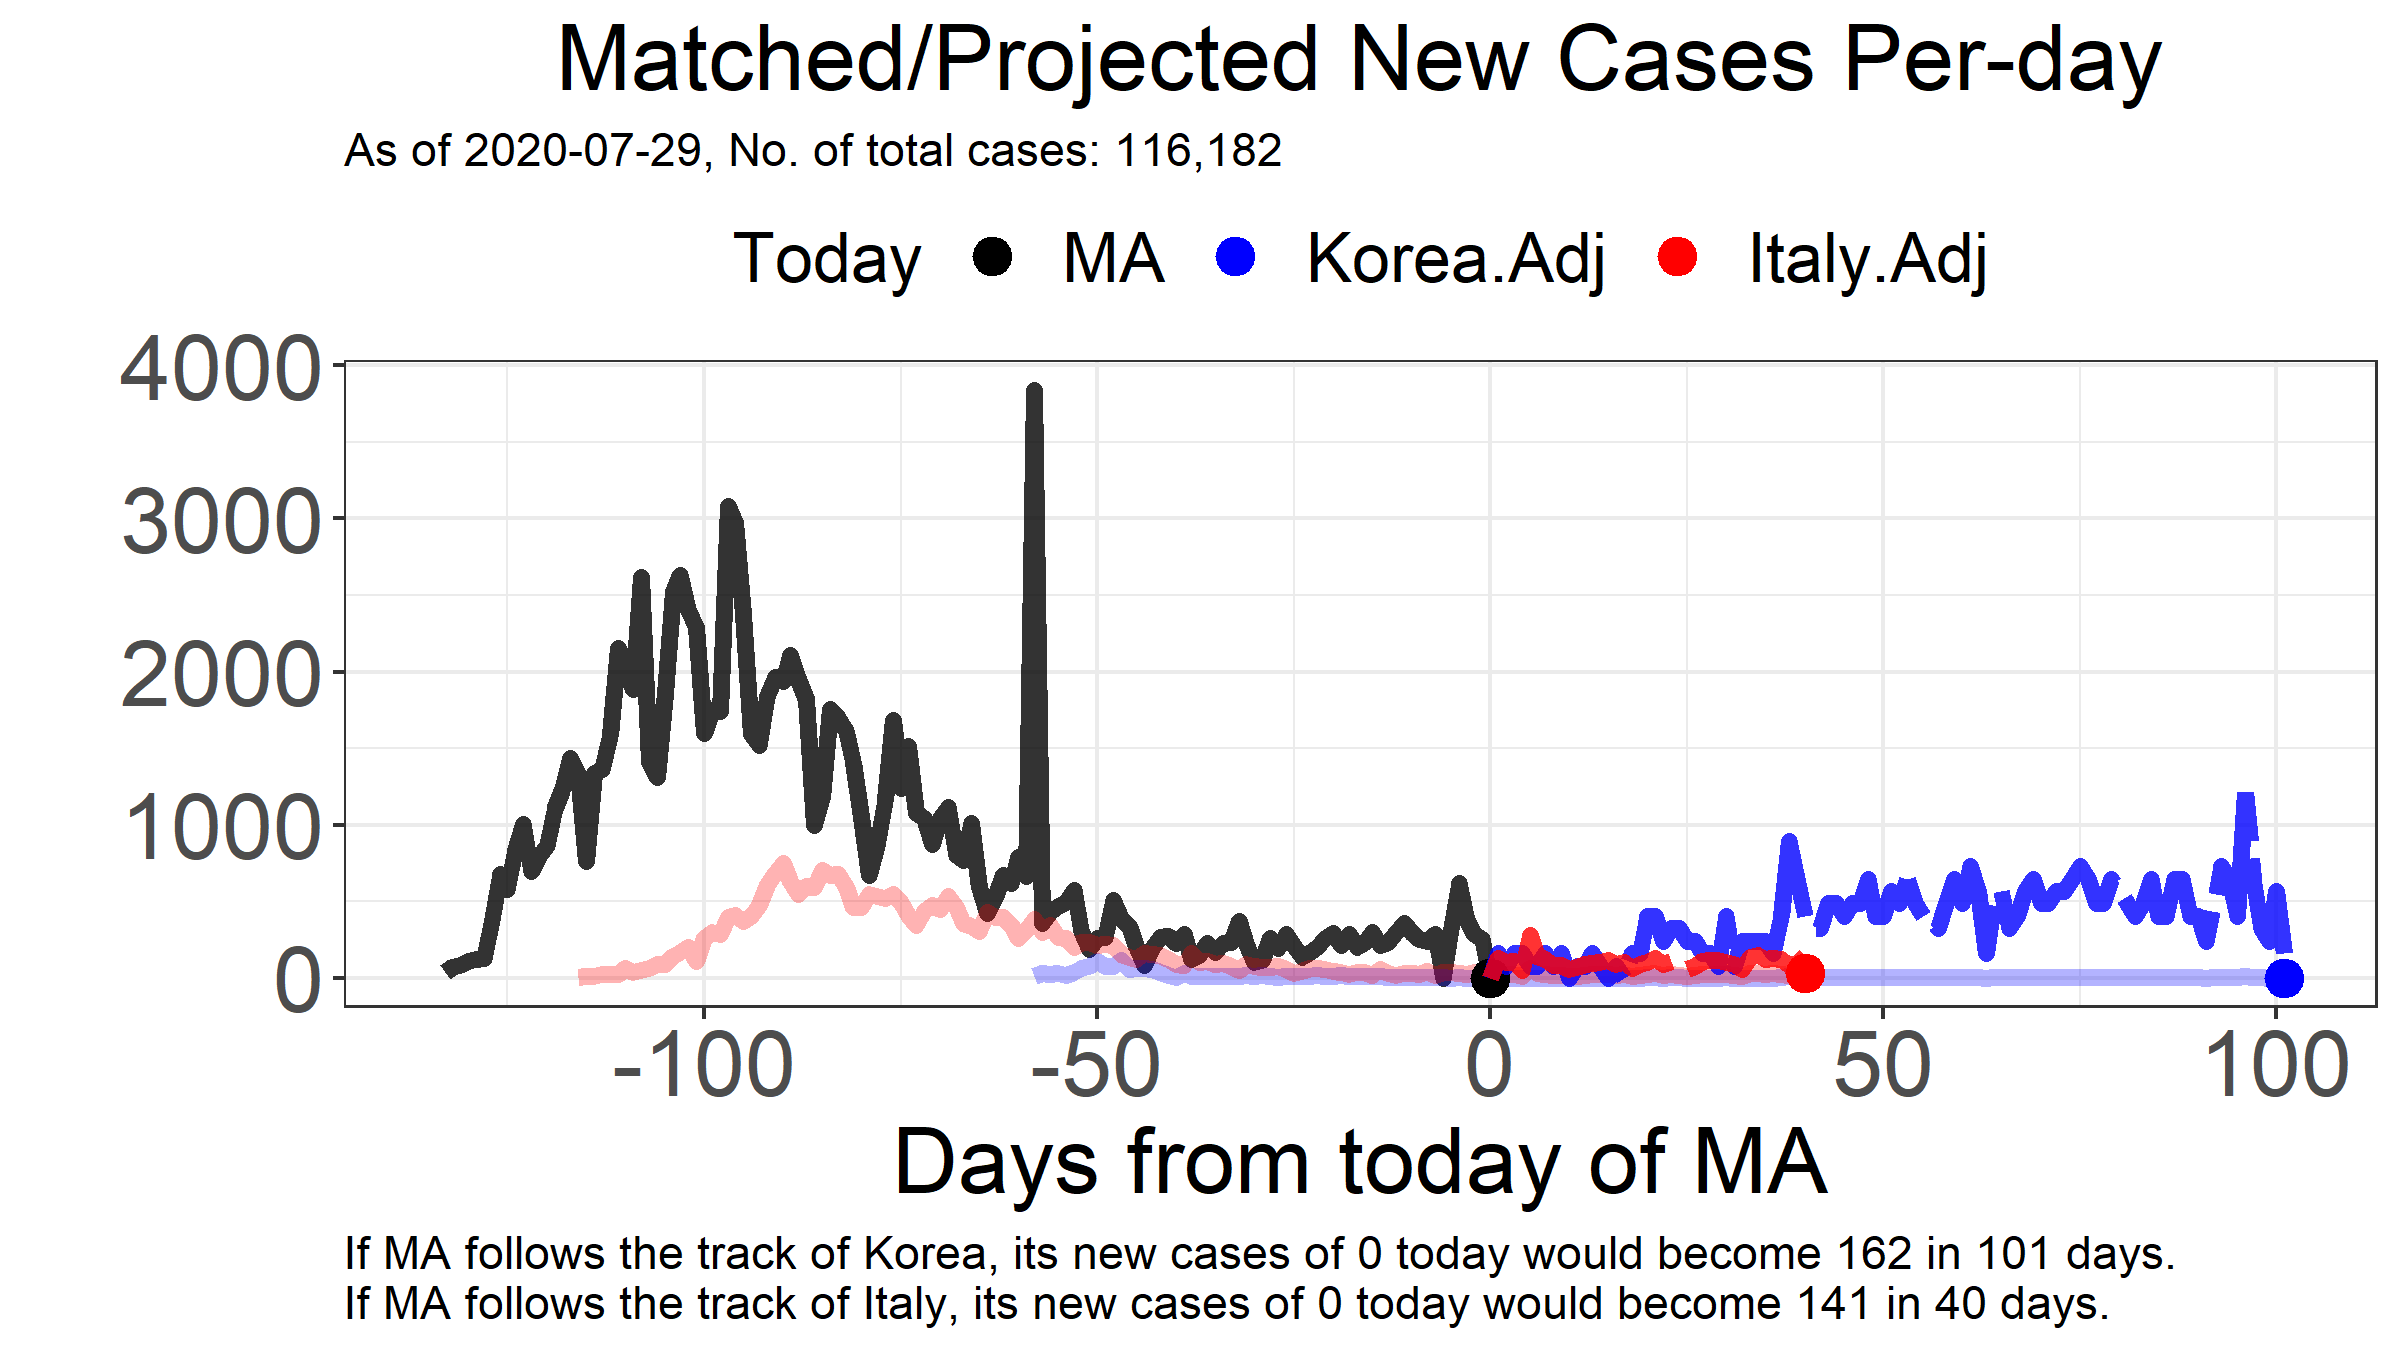 Matched/Projected New Cases Per-day
As of 2020-07-29, No. of total cases: 116,182
Today MA Korea.Adj Italy.Adj
4000
3000
2000
1000
0
-100 -50 0 50 100
Days from today of MA
If MA follows the track of Korea, its new cases of 0 today would become 162 in 101 days.
If MA follows the track of Italy, its new cases of 0 today would become 141 in 40 days.